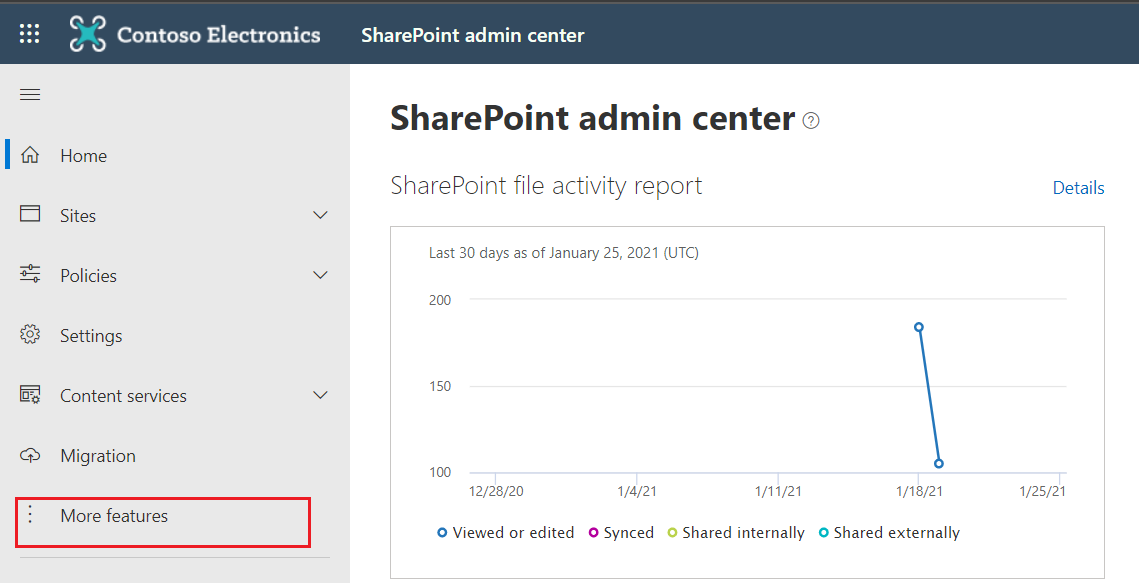 Contoso Electronics SharePoint admin center
Home
Sites
Policies
Settings
Content services
Migration
More features
SharePoint admin center ?
SharePoint file activity report Details
Last 30 days as of January 25, 2021 (UTC)
200
150
100
12/28/20 1/4/21 1/11/21 1/18/21 1/25/21
Viewed or edited Synced Shared internally Shared externally